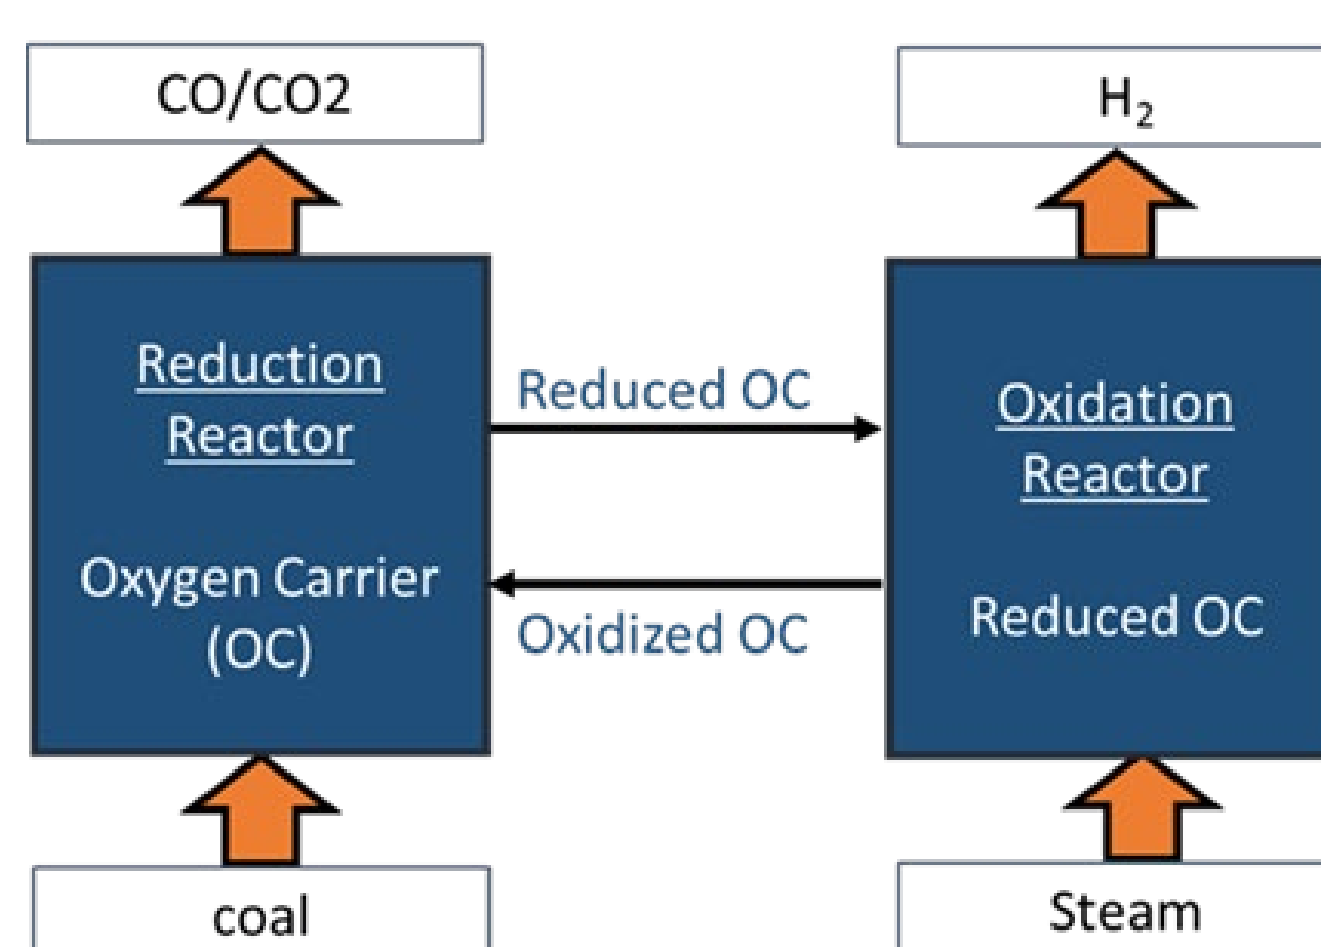 CO/CO2
H₂
Reduction
Reactor
Oxygen Carrier
(OC)
Reduced OC
Oxidized OC
Oxidation
Reactor
Reduced OC
coal
Steam